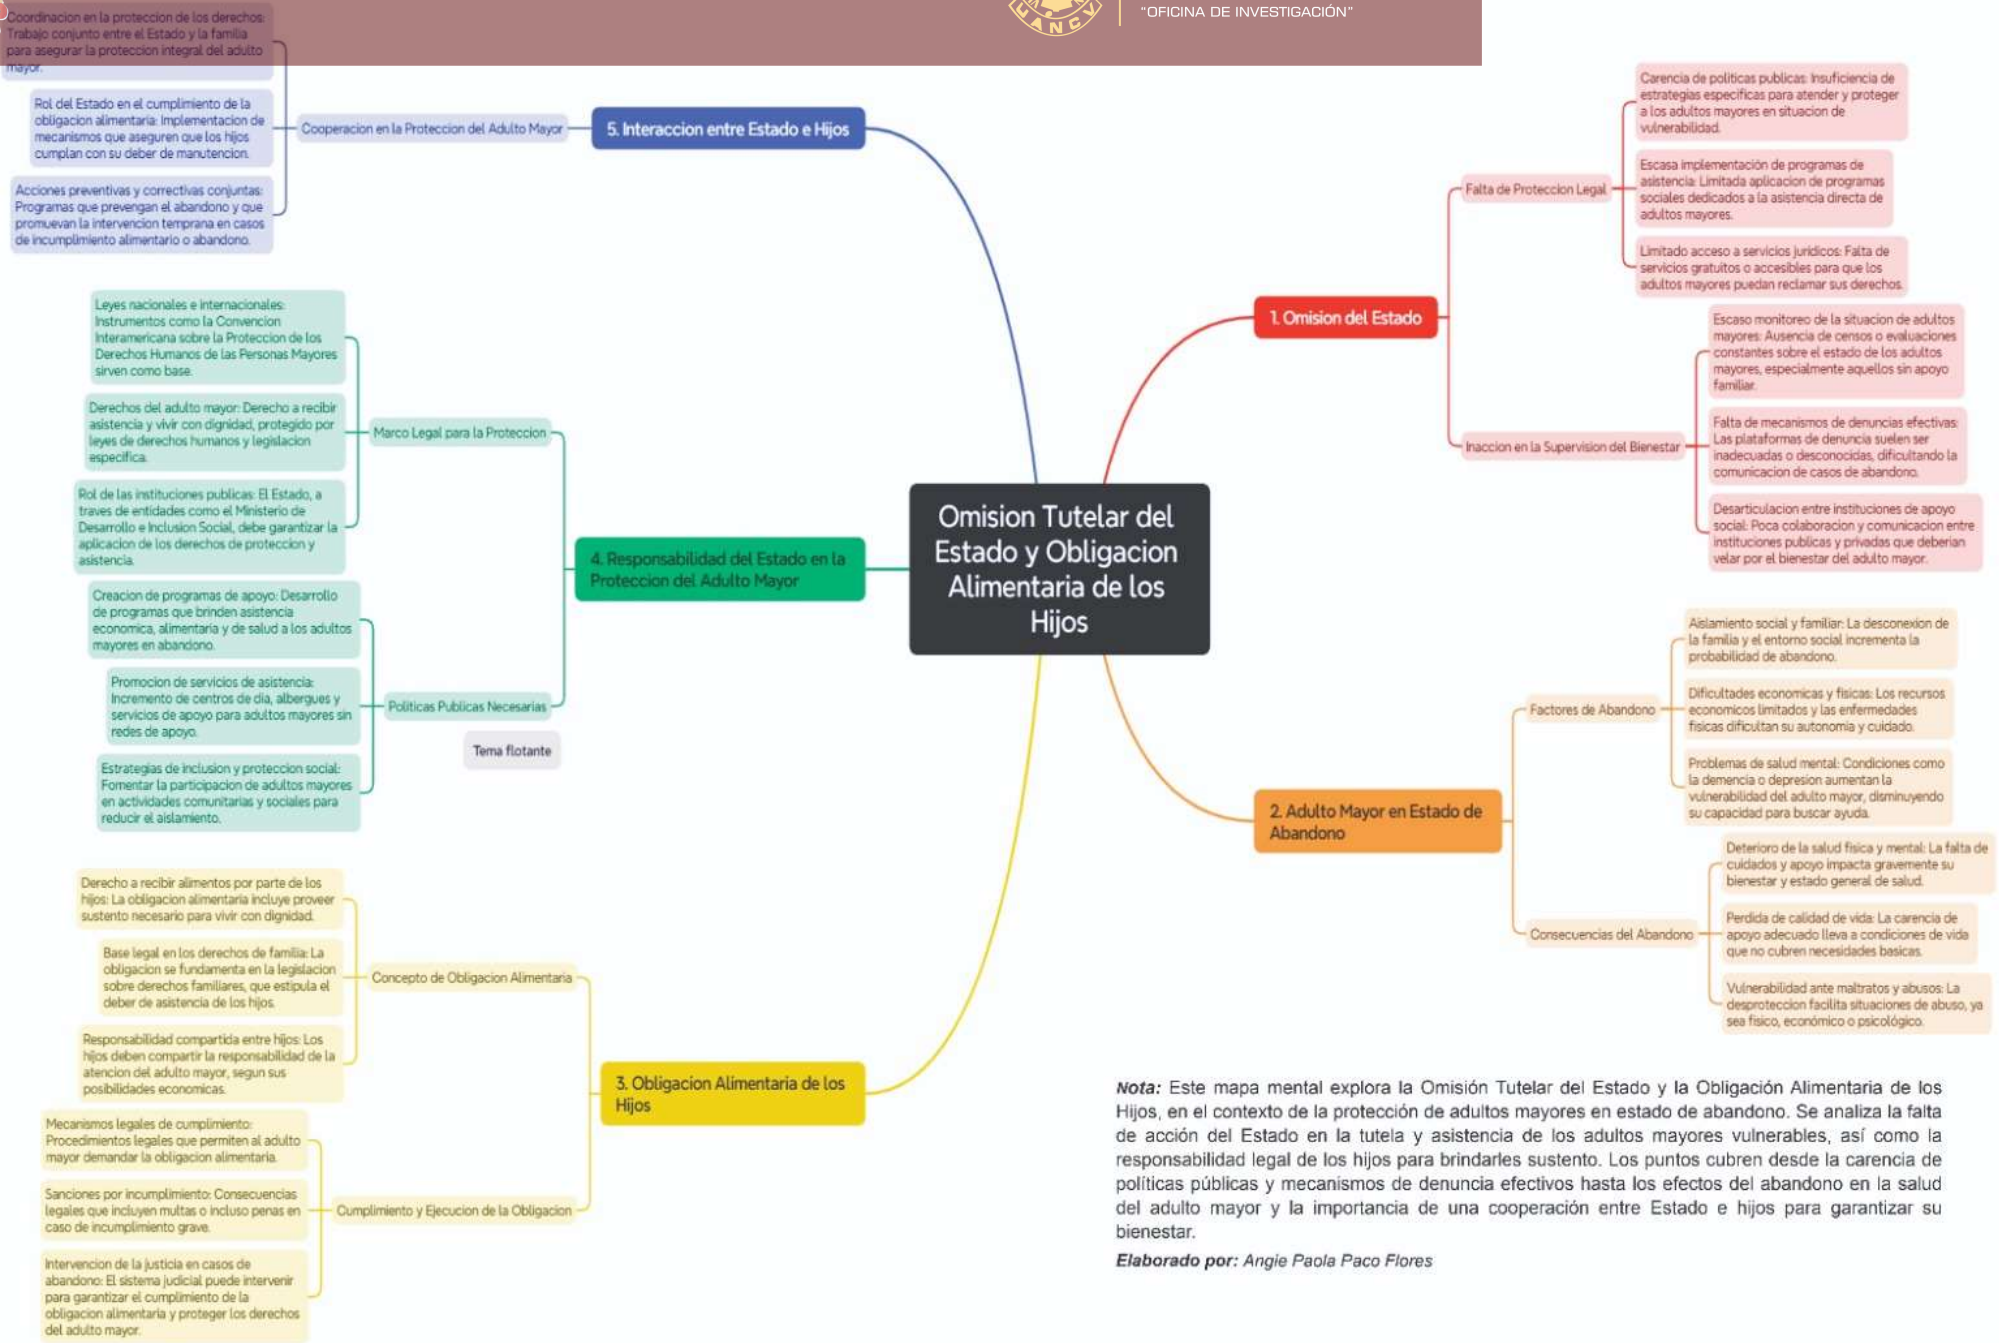 UANCV
"OFICINA DE INVESTIGACIÓN"
Coordinacion en la proteccion de los derechos:
Trabajo conjunto entre el Estado y la familia
para asegurar la proteccion integral del adulto
mayor.
Rol del Estado en el cumplimiento de la
obligacion alimentaria: Implementacion de
mecanismos que aseguren que los hijos
cumplan con su deber de manutencion.
Acciones preventivas y correctivas conjuntas:
Programas que prevengan el abandono y que
promuevan la intervencion temprana en casos
de incumplimiento alimentario o abandono.
Cooperacion en la Proteccion del Adulto Mayor
5. Interaccion entre Estado e Hijos
Leyes nacionales e internacionales:
Instrumentos como la Convencion
Interamericana sobre la Proteccion de los
Derechos Humanos de las Personas Mayores
sirven como base.
Derechos del adulto mayor: Derecho a recibir
asistencia y vivir con dignidad, protegido por
leyes de derechos humanos y legislacion
especifica.
Rol de las instituciones publicas: El Estado, a
traves de entidades como el Ministerio de
Desarrollo e Inclusion Social, debe garantizar la
aplicacion de los derechos de proteccion y
asistencia.
Marco Legal para la Proteccion
Creacion de programas de apoyo: Desarrollo
de programas que brinden asistencia
economica, alimentaria y de salud a los adultos
mayores en abandono.
Promocion de servicios de asistencia:
Incremento de centros de dia, albergues y
servicios de apoyo para adultos mayores sin
redes de apoyo.
Estrategias de inclusion y proteccion social:
Fomentar la participacion de adultos mayores
en actividades comunitarias y sociales para
reducir el aislamiento.
Politicas Publicas Necesarias
Tema flotante
4. Responsabilidad del Estado en la
Proteccion del Adulto Mayor
Derecho a recibir alimentos por parte de los
hijos: La obligacion alimentaria incluye proveer
sustento necesario para vivir con dignidad.
Base legal en los derechos de familia: La
obligacion se fundamenta en la legislacion
sobre derechos familiares, que estipula el
deber de asistencia de los hijos.
Responsabilidad compartida entre hijos: Los
hijos deben compartir la responsabilidad de la
atencion del adulto mayor, segun sus
posibilidades economicas.
Concepto de Obligacion Alimentaria
Mecanismos legales de cumplimiento:
Procedimientos legales que permiten al adulto
mayor demandar la obligacion alimentaria.
Sanciones por incumplimiento: Consecuencias
legales que incluyen multas o incluso penas en
caso de incumplimiento grave.
Intervencion de la justicia en casos de
abandono: El sistema judicial puede intervenir
para garantizar el cumplimiento de la
obligacion alimentaria y proteger los derechos
del adulto mayor.
Cumplimiento y Ejecucion de la Obligacion
3. Obligacion Alimentaria de los
Hijos
Omision Tutelar del
Estado y Obligacion
Alimentaria de los
Hijos
1. Omision del Estado
Falta de Proteccion Legal
Carencia de politicas publicas: Insuficiencia de
estrategias especificas para atender y proteger
a los adultos mayores en situacion de
vulnerabilidad.
Escasa implementación de programas de
asistencia: Limitada aplicacion de programas
sociales dedicados a la asistencia directa de
adultos mayores.
Limitado acceso a servicios jurídicos: Falta de
servicios gratuitos o accesibles para que los
adultos mayores puedan reclamar sus derechos.
Inaccion en la Supervision del Bienestar
Escaso monitoreo de la situacion de adultos
mayores: Ausencia de censos o evaluaciones
constantes sobre el estado de los adultos
mayores, especialmente aquellos sin apoyo
familiar.
Falta de mecanismos de denuncias efectivas:
Las plataformas de denuncia suelen ser
inadecuadas o desconocidas, dificultando la
comunicacion de casos de abandono.
Desarticulacion entre instituciones de apoyo
social: Poca colaboracion y comunicacion entre
instituciones publicas y privadas que deberian
velar por el bienestar del adulto mayor.
2. Adulto Mayor en Estado de
Abandono
Factores de Abandono
Aislamiento social y familiar: La desconexion de
la familia y el entorno social incrementa la
probabilidad de abandono.
Dificultades economicas y fisicas: Los recursos
economicos limitados y las enfermedades
fisicas dificultan su autonomia y cuidado.
Problemas de salud mental: Condiciones como
la demencia o depresion aumentan la
vulnerabilidad del adulto mayor, disminuyendo
su capacidad para buscar ayuda.
Consecuencias del Abandono
Deterioro de la salud fisica y mental: La falta de
cuidados y apoyo impacta gravemente su
bienestar y estado general de salud.
Perdida de calidad de vida: La carencia de
apoyo adecuado lleva a condiciones de vida
que no cubren necesidades basicas.
Vulnerabilidad ante maltratos y abusos: La
desproteccion facilita situaciones de abuso, ya
sea físico, económico o psicológico.
Nota: Este mapa mental explora la Omisión Tutelar del Estado y la Obligación Alimentaria de los
Hijos, en el contexto de la protección de adultos mayores en estado de abandono. Se analiza la falta
de acción del Estado en la tutela y asistencia de los adultos mayores vulnerables, así como la
responsabilidad legal de los hijos para brindarles sustento. Los puntos cubren desde la carencia de
políticas públicas y mecanismos de denuncia efectivos hasta los efectos del abandono en la salud
del adulto mayor y la importancia de una cooperación entre Estado e hijos para garantizar su
bienestar.
Elaborado por: Angie Paola Paco Flores